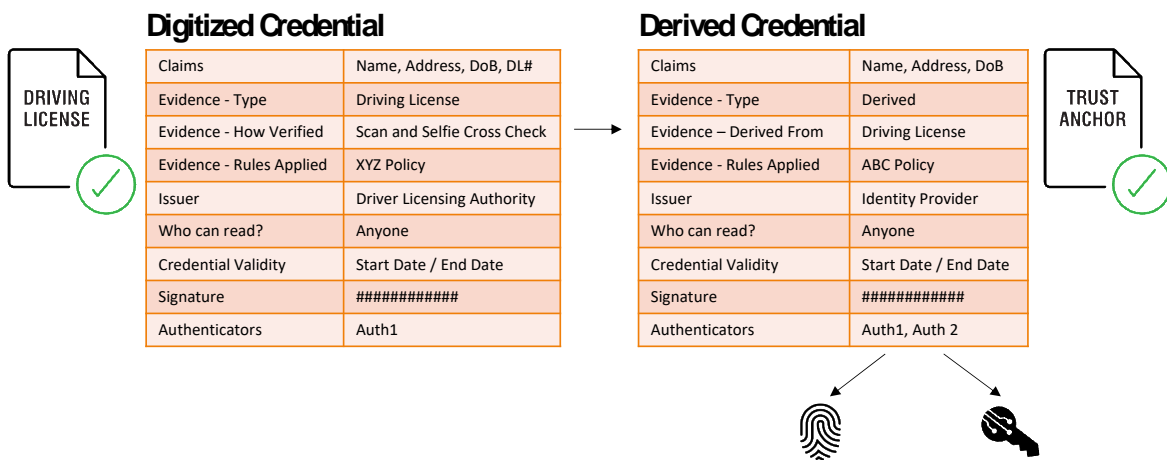 Digitized Credential
DRIVING
LICENSE
Claims Name, Address, DoB, DL#
Evidence - Type Driving License
Evidence - How Verified Scan and Selfie Cross Check
Evidence - Rules Applied XYZ Policy
Issuer Driver Licensing Authority
Who can read? Anyone
Credential Validity Start Date / End Date
Signature ############
Authenticators Auth1
Derived Credential
Claims Name, Address, DoB
Evidence - Type Derived
Evidence – Derived From Driving License
Evidence - Rules Applied ABC Policy
Issuer Identity Provider
Who can read? Anyone
Credential Validity Start Date / End Date
Signature ############
Authenticators Auth1, Auth 2
TRUST
ANCHOR